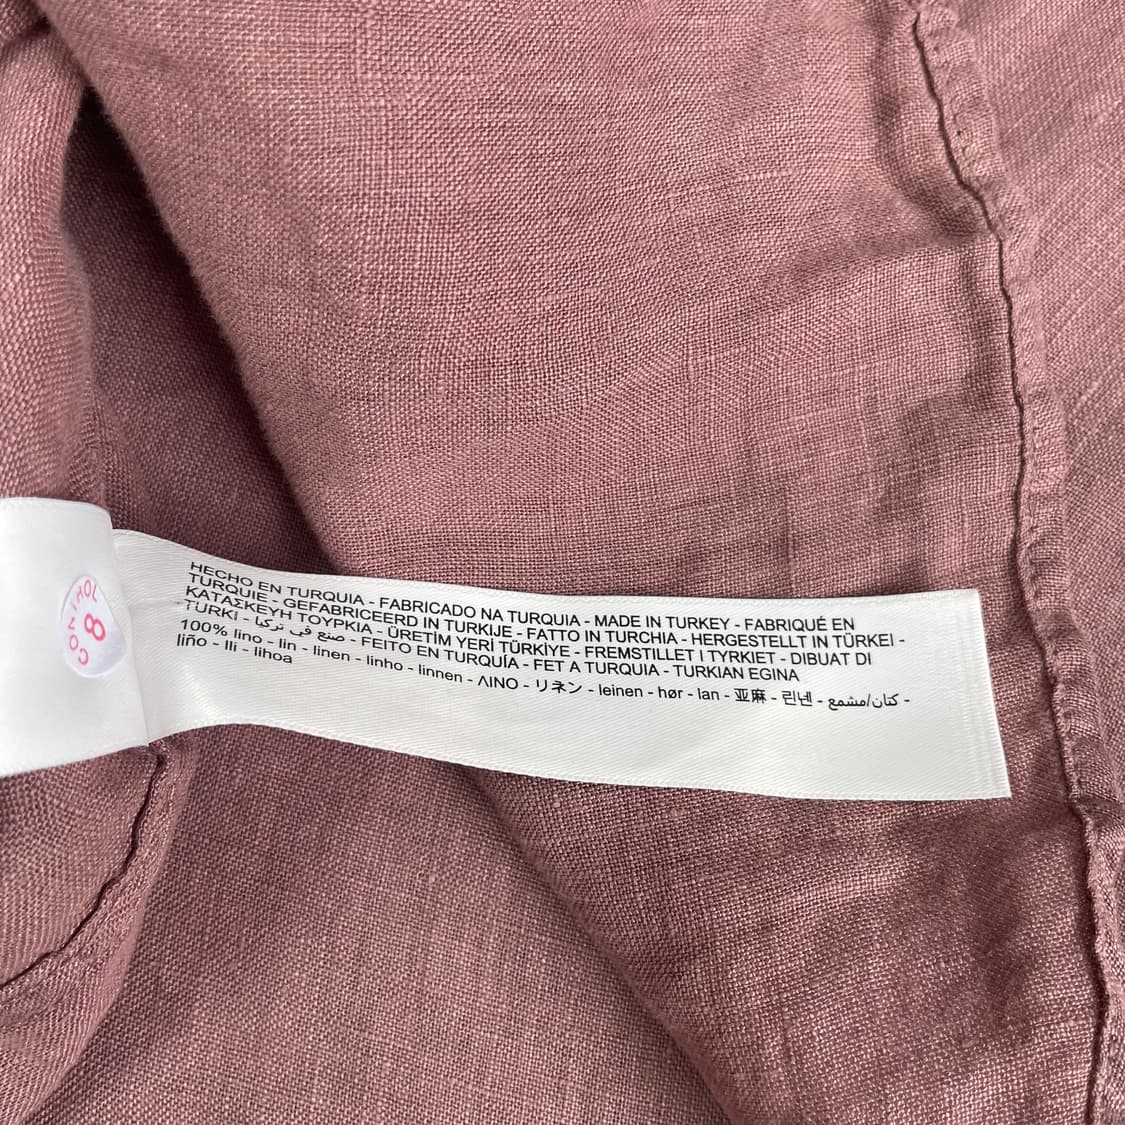 HECHO EN TURQUIA - FABRICADO NA TURQUIA - MADE IN TURKEY - FABRIQUÉ EN
TURQUIE - GEFABRICEERD IN TURKIJE - FATTO IN TURCHIA - HERGESTELLT IN TÜRKEI -
ΚΑΤΑΣΚΕΥΗ ΤΟΥΡΚΙΑ - ÜRETİM YERİ TÜRKİYE - FREMSTILLET I TYRKIET - DIBUAT DI
TURKI - صنع في تركيا - FEITO EN TURQUÍA - FET A TURQUIA - TURKIAN EGINA
100% lino - lin - linen - linho - linnen - ΛΙΝΟ - リネン - leinen - hør - lan - 亚麻 - 린넨 - كتان/مشمع -
liño - lli - lihoa
CONTROL
8